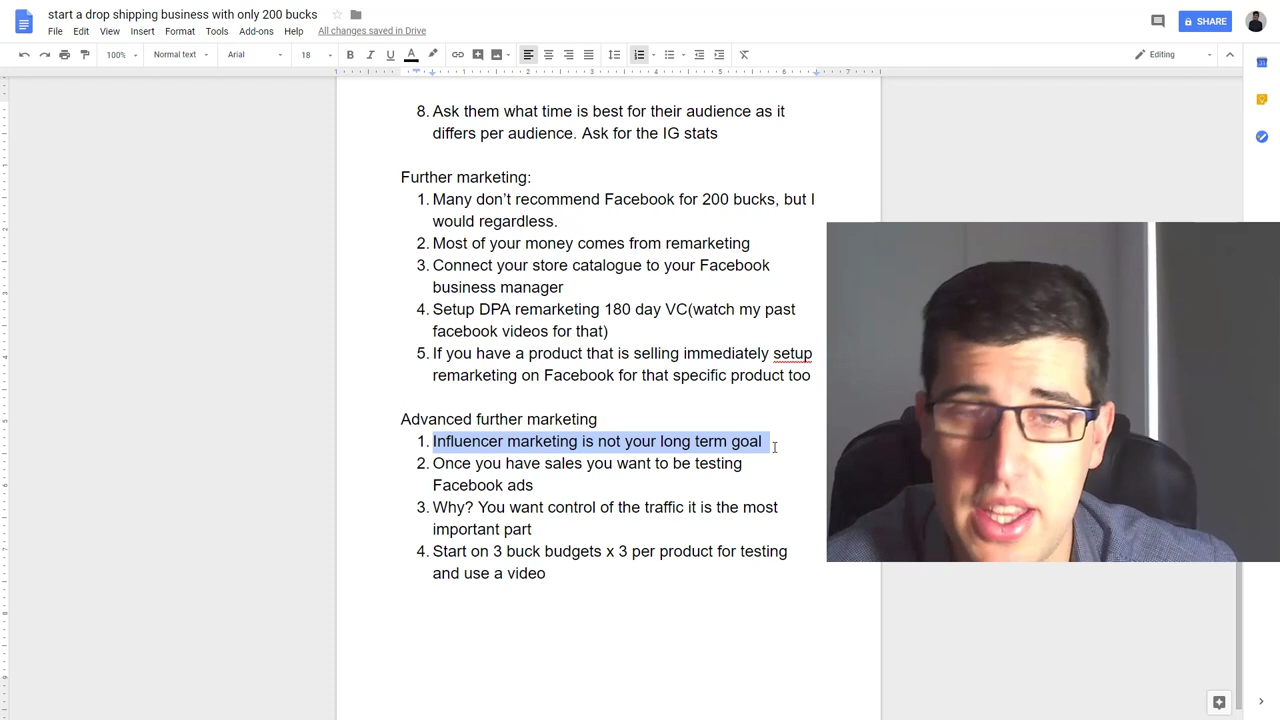 start a drop shipping business with only 200 bucks
File Edit View Insert Format Tools Add-ons Help All changes saved in Drive
SHARE
100% Normal text Arial 18 B I U A Editing
1 1 2 3 4 5 6 7
8. Ask them what time is best for their audience as it
differs per audience. Ask for the IG stats
Further marketing:
1. Many don’t recommend Facebook for 200 bucks, but I
would regardless.
2. Most of your money comes from remarketing
3. Connect your store catalogue to your Facebook
business manager
4. Setup DPA remarketing 180 day VC(watch my past
facebook videos for that)
5. If you have a product that is selling immediately setup
remarketing on Facebook for that specific product too
Advanced further marketing
1. Influencer marketing is not your long term goal
2. Once you have sales you want to be testing
Facebook ads
3. Why? You want control of the traffic it is the most
important part
4. Start on 3 buck budgets x 3 per product for testing
and use a video